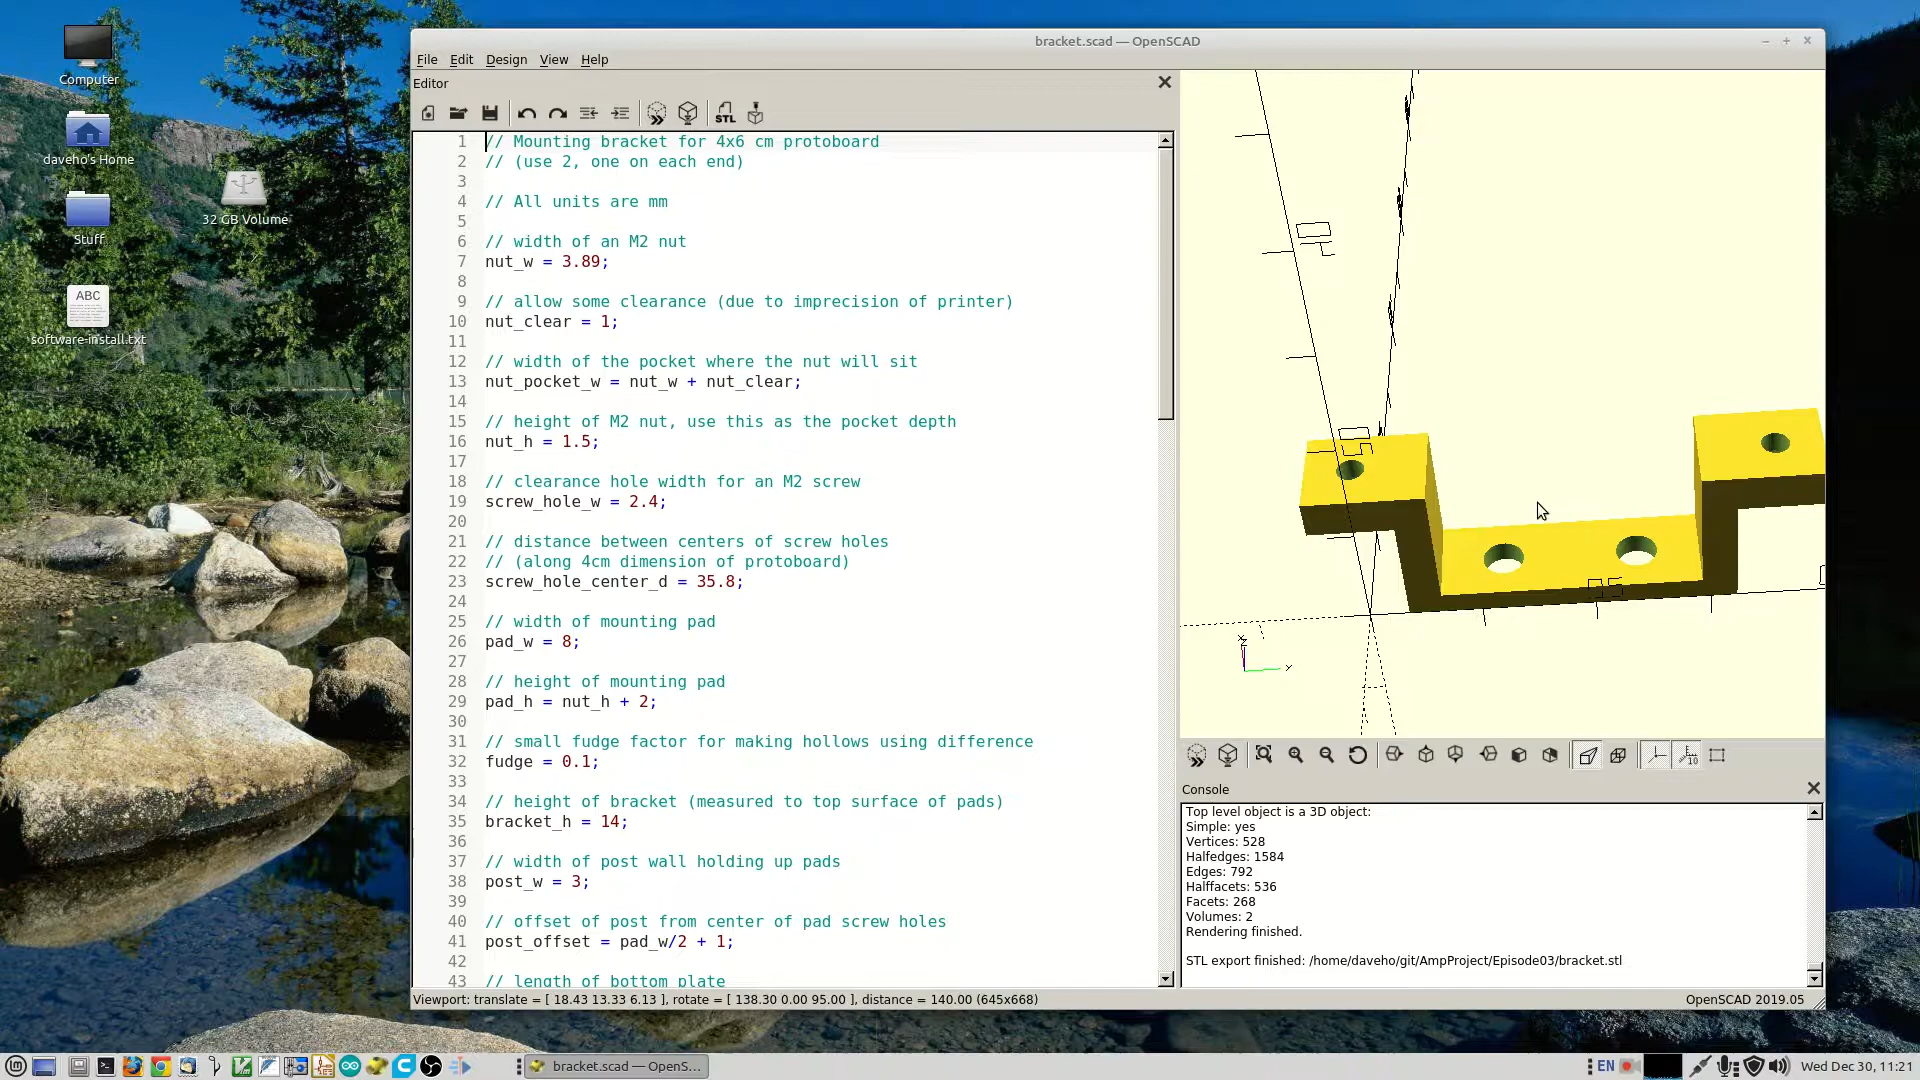 Computer
daveho's Home
Stuff
ABC
software-install.txt
32 GB Volume
bracket.scad — OpenSCAD
File Edit Design View Help
Editor
STL
1 // Mounting bracket for 4x6 cm protoboard
2 // (use 2, one on each end)
3
4 // All units are mm
5
6 // width of an M2 nut
7 nut_w = 3.89;
8
9 // allow some clearance (due to imprecision of printer)
10 nut_clear = 1;
11
12 // width of the pocket where the nut will sit
13 nut_pocket_w = nut_w + nut_clear;
14
15 // height of M2 nut, use this as the pocket depth
16 nut_h = 1.5;
17
18 // clearance hole width for an M2 screw
19 screw_hole_w = 2.4;
20
21 // distance between centers of screw holes
22 // (along 4cm dimension of protoboard)
23 screw_hole_center_d = 35.8;
24
25 // width of mounting pad
26 pad_w = 8;
27
28 // height of mounting pad
29 pad_h = nut_h + 2;
30
31 // small fudge factor for making hollows using difference
32 fudge = 0.1;
33
34 // height of bracket (measured to top surface of pads)
35 bracket_h = 14;
36
37 // width of post wall holding up pads
38 post_w = 3;
39
40 // offset of post from center of pad screw holes
41 post_offset = pad_w/2 + 1;
42
43 // length of bottom plate
Console
Top level object is a 3D object:
Simple: yes
Vertices: 528
Halfedges: 1584
Edges: 792
Halffacets: 536
Facets: 268
Volumes: 2
Rendering finished.
STL export finished: /home/daveho/git/AmpProject/Episode03/bracket.stl
Viewport: translate = [ 18.43 13.33 6.13 ], rotate = [ 138.30 0.00 95.00 ], distance = 140.00 (645x668)
OpenSCAD 2019.05
bracket.scad — OpenS...
EN
Wed Dec 30, 11:21